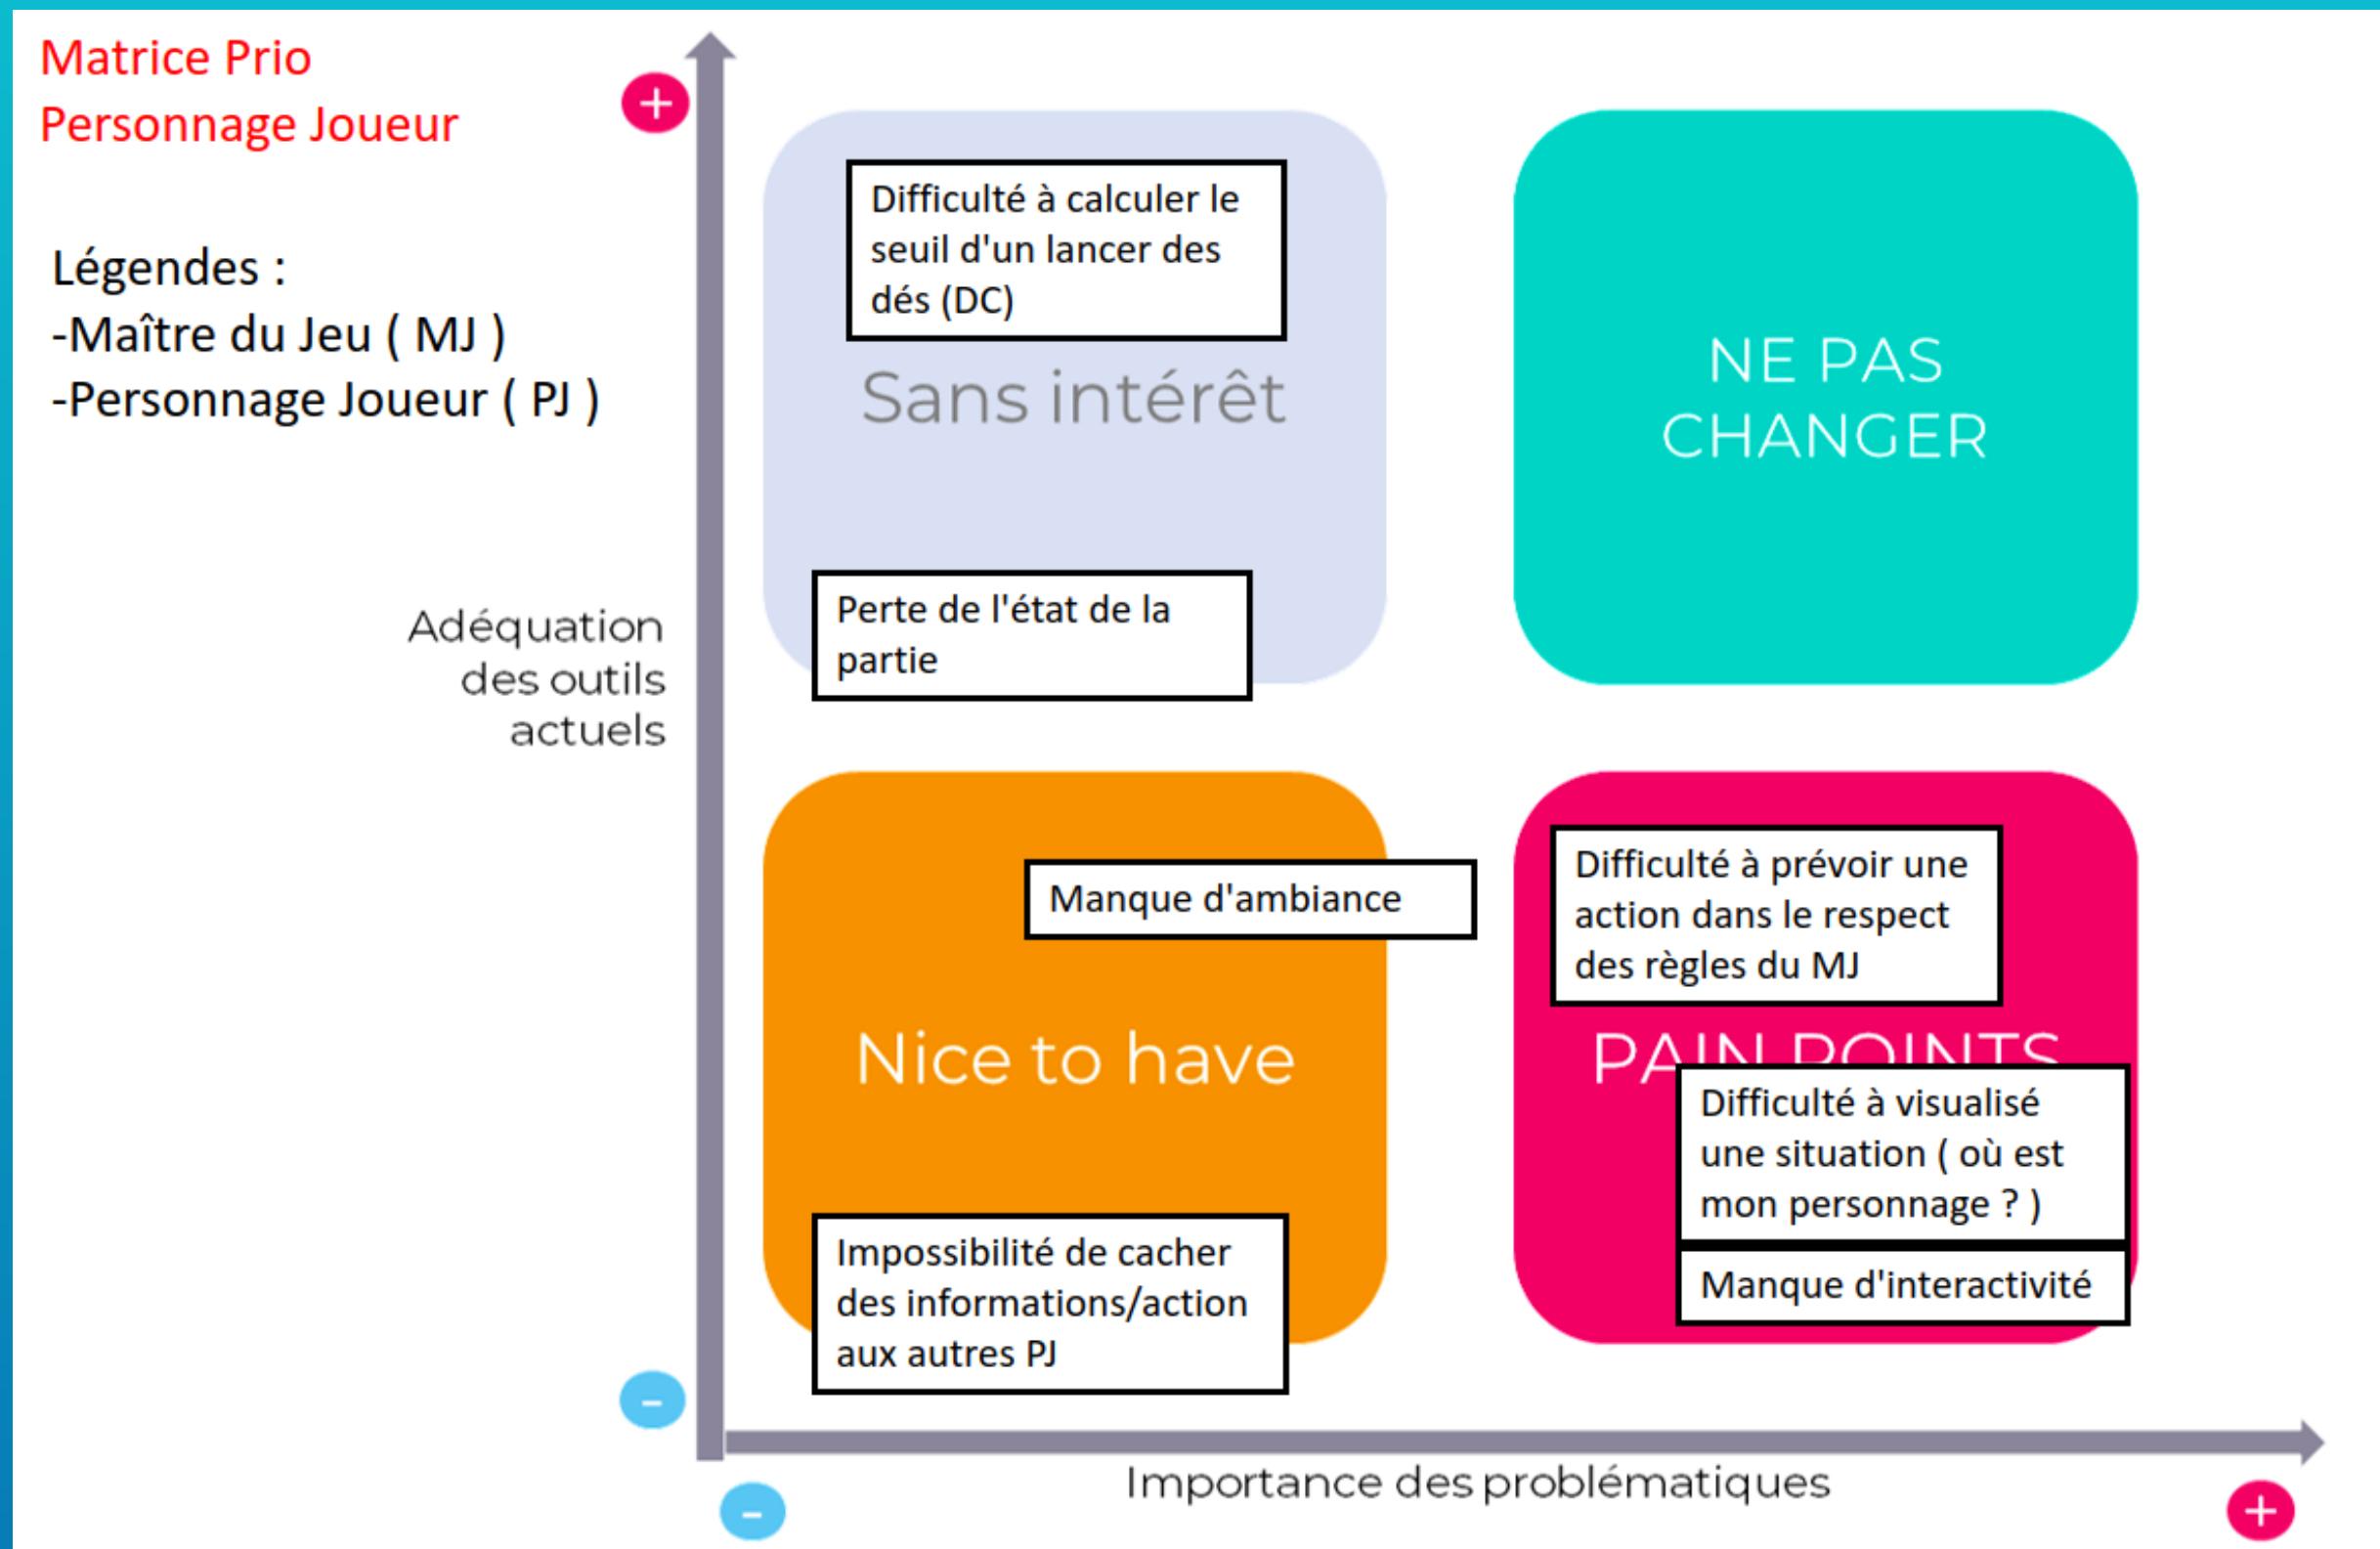 Matrice Prio
Personnage Joueur
Légendes :
-Maître du Jeu ( MJ )
-Personnage Joueur ( PJ )
+
Difficulté à calculer le
seuil d'un lancer des
dés (DC)
Sans intérêt
Perte de l'état de la
partie
NE PAS
CHANGER
Adéquation
des outils
actuels
Manque d'ambiance
Nice to have
Impossibilité de cacher
des informations/action
aux autres PJ
Difficulté à prévoir une
action dans le respect
des règles du MJ
PAIN POINTS
Difficulté à visualisé
une situation ( où est
mon personnage ? )
Manque d'interactivité
-
-
Importance des problématiques
+